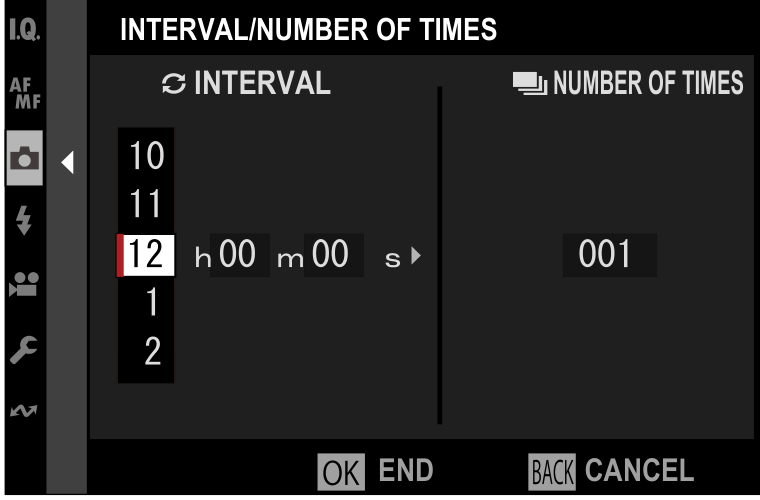 I.Q.
INTERVAL/NUMBER OF TIMES
AF
MF
INTERVAL
NUMBER OF TIMES
10
11
12 h 00 m 00 s
1
2
001
OK END
BACK CANCEL